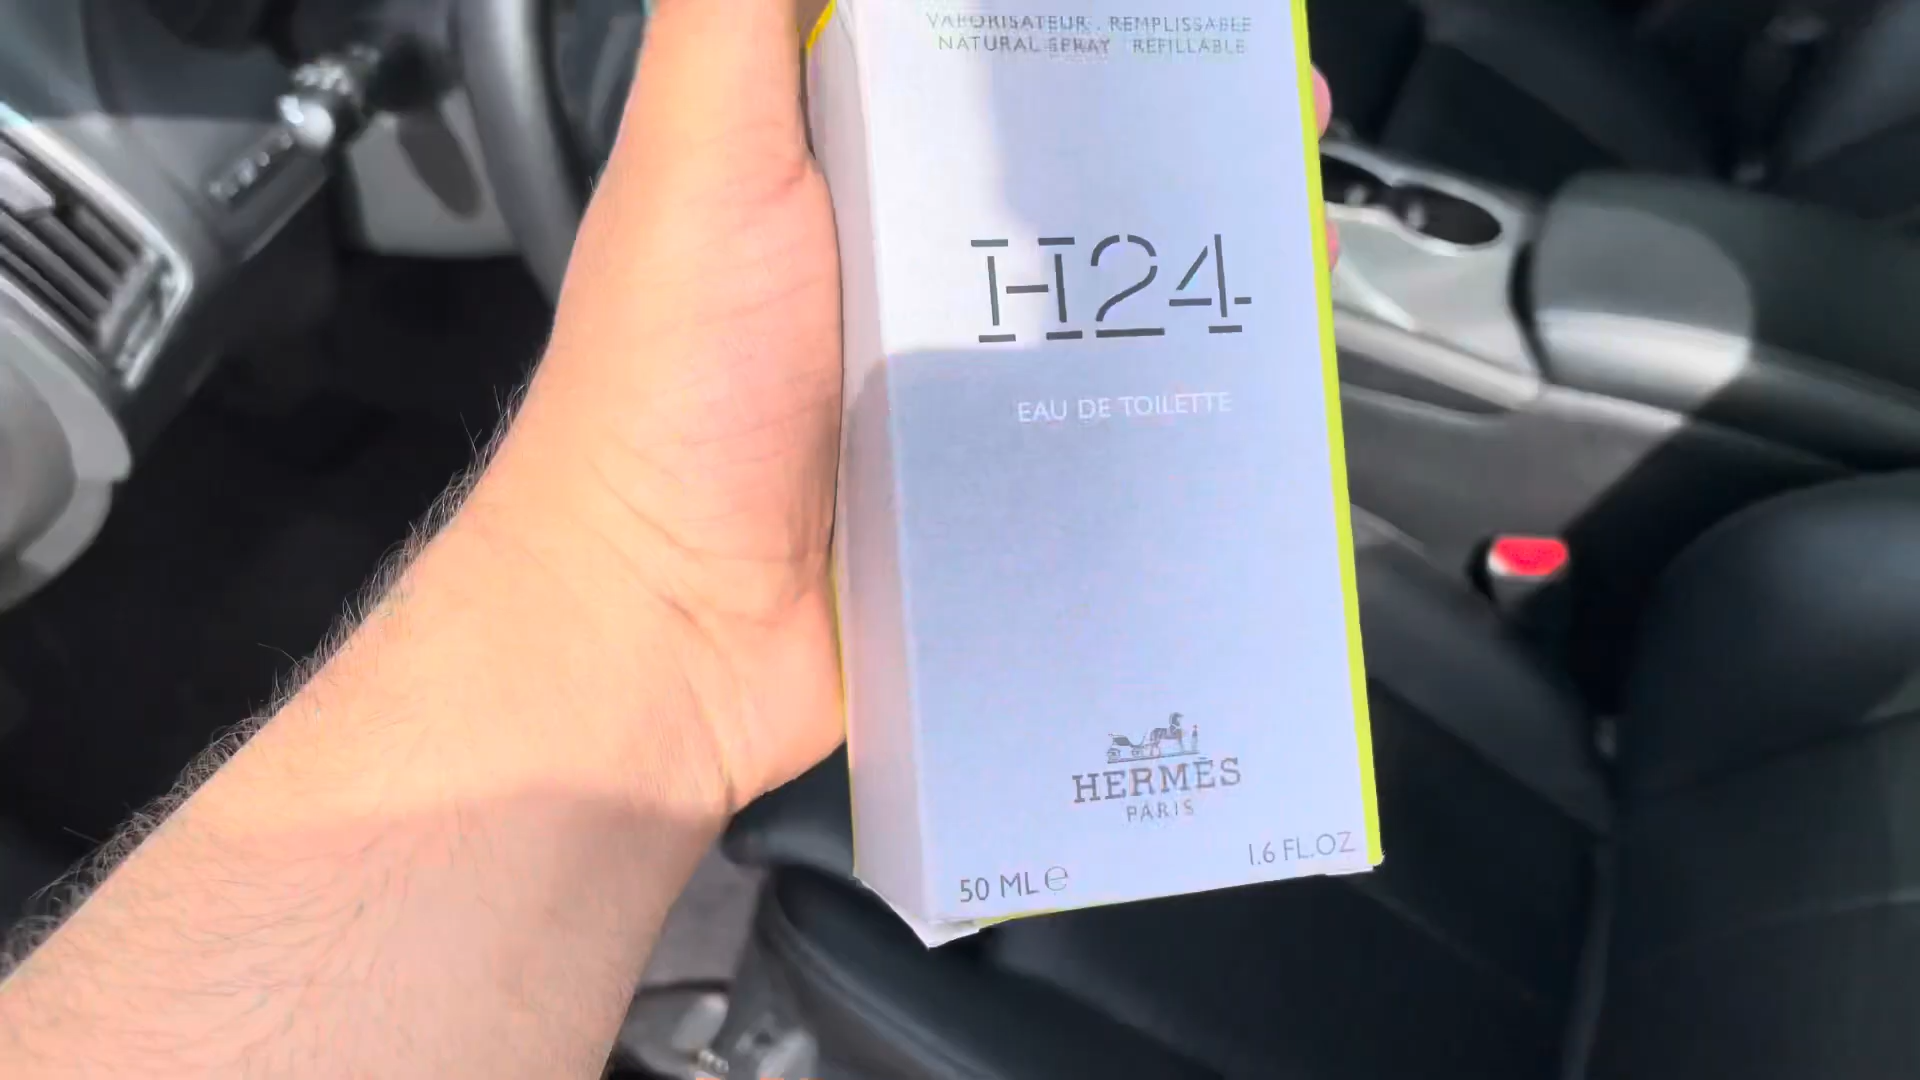 VAPORISATEUR . REMPLISSABLE
NATURAL SPRAY . REFILLABLE
H24
EAU DE TOILETTE
HERMÈS
PARIS
50 ML ℮
1.6 FL.OZ